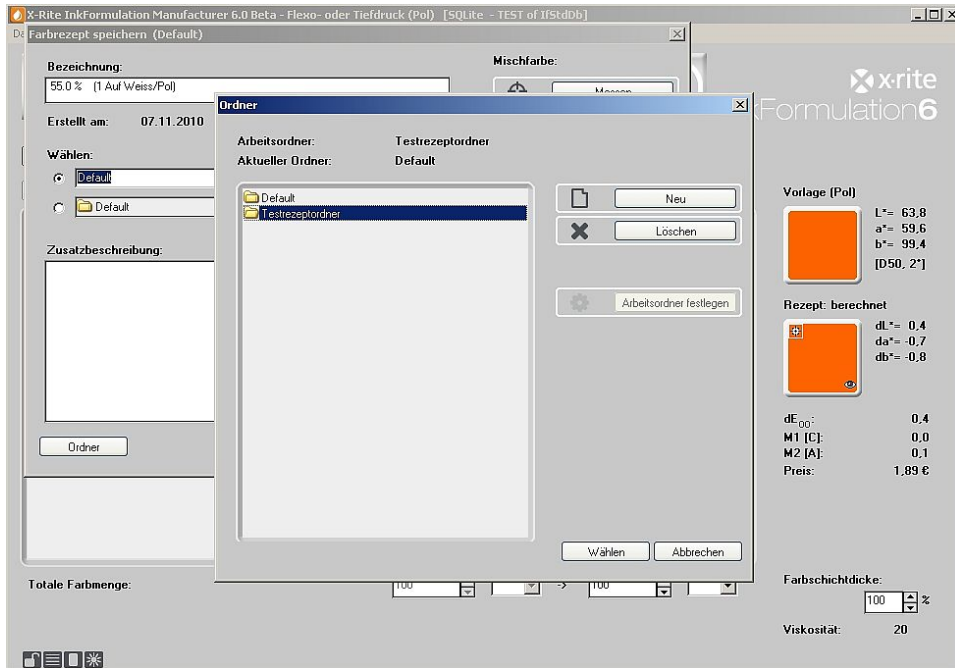 X-Rite InkFormulation Manufacturer 6.0 Beta - Flexo- oder Tiefdruck (Pol) [SQLite - TEST of IfStdDb]
Farbrezept speichern (Default)
Bezeichnung:
55.0 % (1 Auf Weiss/Pol)
Erstellt am: 07.11.2010
Wählen:
Default
Default
Zusatzbeschreibung:
Ordner
Mischfarbe:
Ordner
Arbeitsordner: Testrezeptordner
Aktueller Ordner: Default
Default
Testrezeptordner
Neu
Löschen
Arbeitsordner festlegen
Wählen
Abbrechen
x·rite
kFormulation6
Vorlage (Pol)
L*= 63,8
a*= 59,6
b*= 99,4
[D50, 2°]
Rezept: berechnet
dL*= 0,4
da*= -0,7
db*= -0,8
dE00: 0,4
M1 [C]: 0,0
M2 [A]: 0,1
Preis: 1,89 €
Totale Farbmenge: 100 -> 100
Farbschichtdicke:
100 %
Viskosität: 20